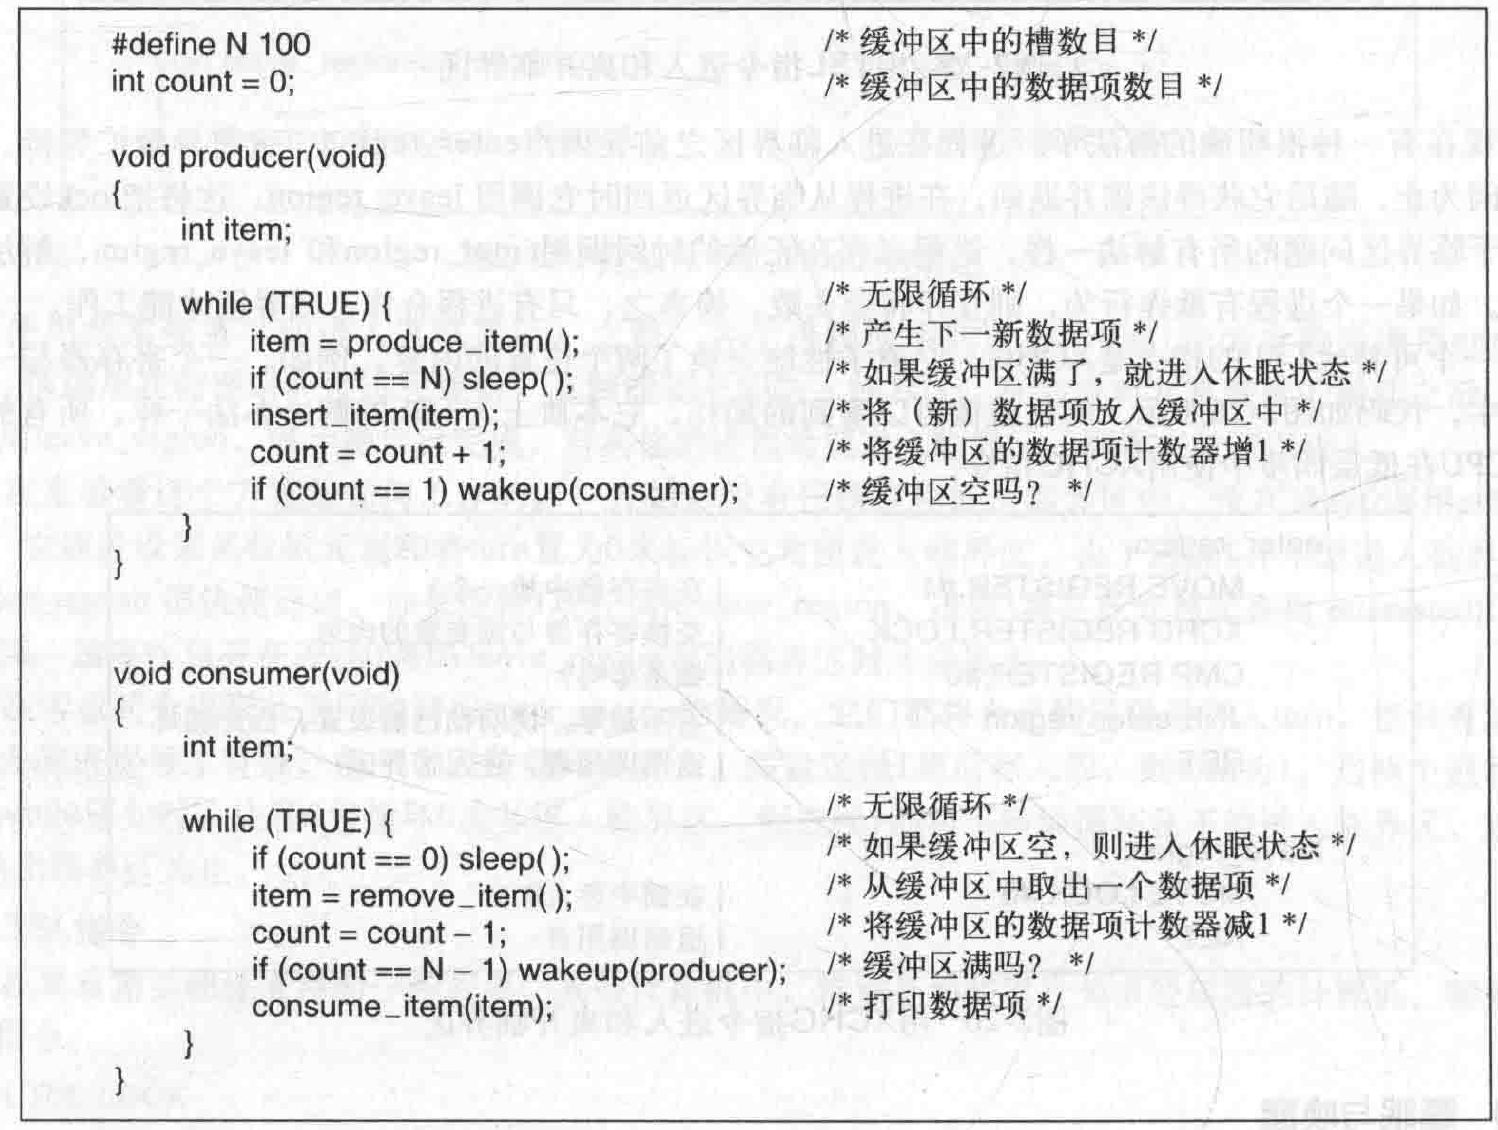 #define N 100 /* 缓冲区中的槽数目 */
int count = 0; /* 缓冲区中的数据项数目 */
void producer(void)
{
int item;
while (TRUE) { /* 无限循环 */
item = produce_item(); /* 产生下一新数据项 */
if (count == N) sleep(); /* 如果缓冲区满了，就进入休眠状态 */
insert_item(item); /* 将（新）数据项放入缓冲区中 */
count = count + 1; /* 将缓冲区的数据项计数器增1 */
if (count == 1) wakeup(consumer); /* 缓冲区空吗？ */
}
}
void consumer(void)
{
int item;
while (TRUE) { /* 无限循环 */
if (count == 0) sleep(); /* 如果缓冲区空，则进入休眠状态 */
item = remove_item(); /* 从缓冲区中取出一个数据项 */
count = count – 1; /* 将缓冲区的数据项计数器减1 */
if (count == N – 1) wakeup(producer); /* 缓冲区满吗？ */
consume_item(item); /* 打印数据项 */
}
}